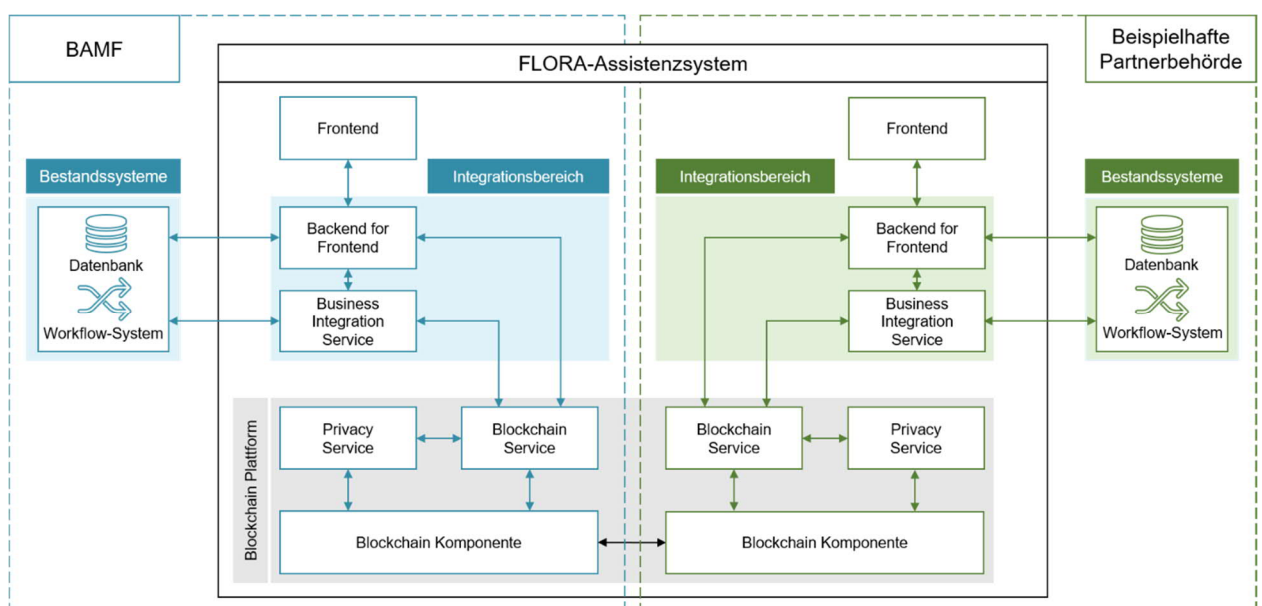 BAMF
FLORA-Assistenzsystem
Beispielhafte
Partnerbehörde
Frontend
Frontend
Bestandssysteme
Integrationsbereich
Integrationsbereich
Bestandssysteme
Datenbank
Workflow-System
Backend for
Frontend
Business
Integration
Service
Backend for
Frontend
Business
Integration
Service
Datenbank
Workflow-System
Blockchain Plattform
Privacy
Service
Blockchain
Service
Blockchain
Service
Privacy
Service
Blockchain Komponente
Blockchain Komponente